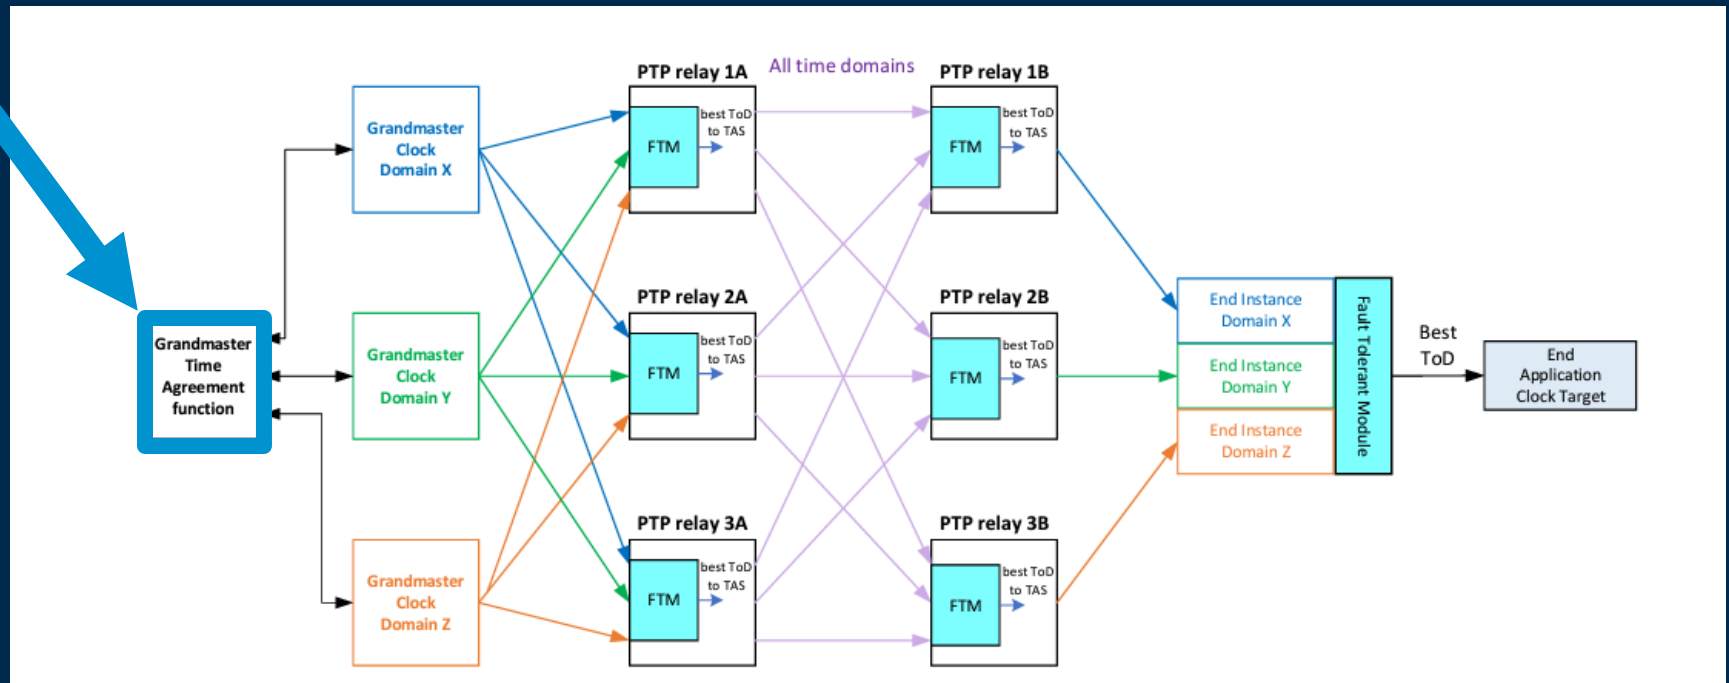 Grandmaster
Time
Agreement
function
Grandmaster
Clock
Domain X
Grandmaster
Clock
Domain Y
Grandmaster
Clock
Domain Z
PTP relay 1A
FTM
best ToD
to TAS
PTP relay 2A
FTM
best ToD
to TAS
PTP relay 3A
FTM
best ToD
to TAS
All time domains
PTP relay 1B
FTM
best ToD
to TAS
PTP relay 2B
FTM
best ToD
to TAS
PTP relay 3B
FTM
best ToD
to TAS
End Instance
Domain X
End Instance
Domain Y
End Instance
Domain Z
Fault Tolerant Module
Best
ToD
End
Application
Clock Target